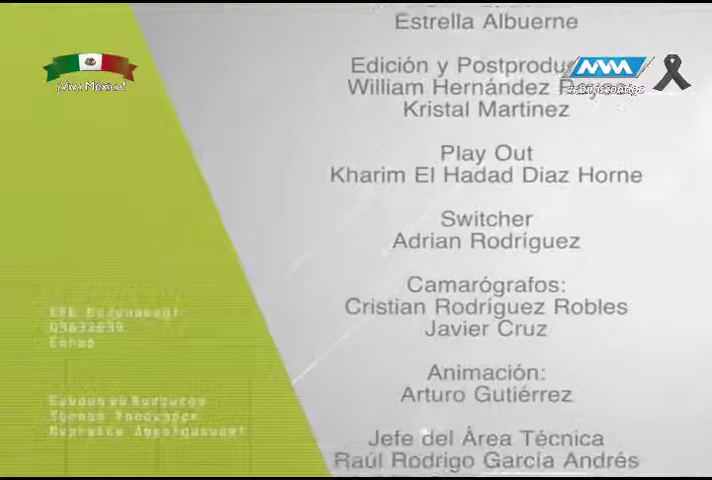 Estrella Albuerne
¡Viva México!
Edición y Postproduc
William Hernández
Kristal Martinez
Play Out
Kharim El Hadad Diaz Horne
Switcher
Adrian Rodríguez
Camarógrafos:
Cristian Rodríguez Robles
Javier Cruz
Animación:
Arturo Gutiérrez
Jefe del Área Técnica
Raúl Rodrigo García Andrés